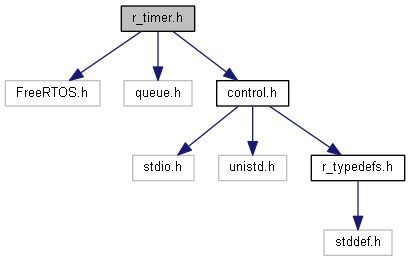 r_timer.h
FreeRTOS.h
queue.h
control.h
stdio.h
unistd.h
r_typedefs.h
stddef.h